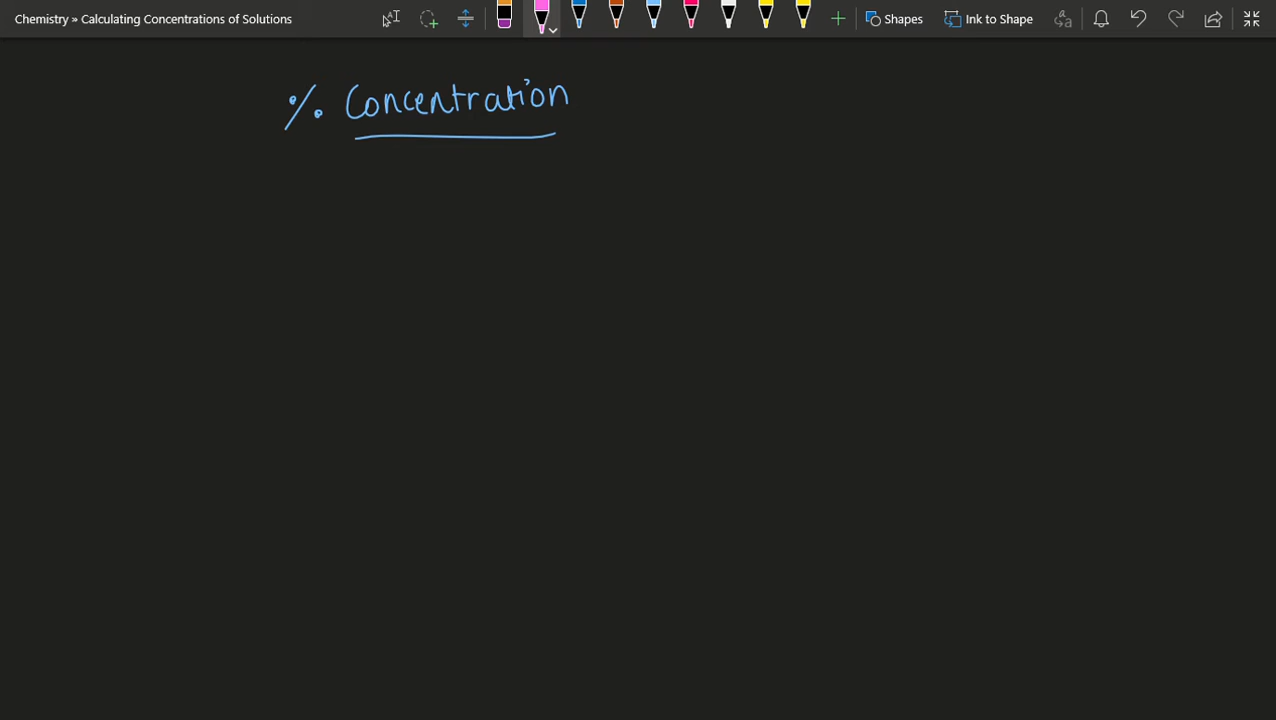 Chemistry » Calculating Concentrations of Solutions
Shapes
Ink to Shape
% Concentration